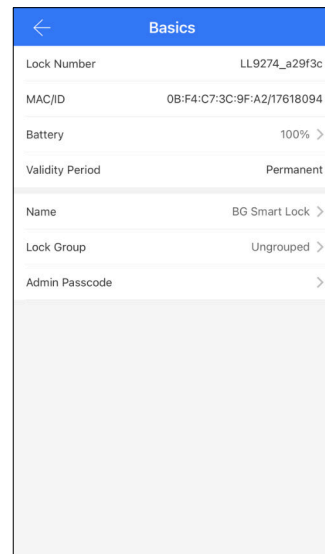 Basics
Lock Number LL9274_a29f3c
MAC/ID 0B:F4:C7:3C:9F:A2/17618094
Battery 100%
Validity Period Permanent
Name BG Smart Lock
Lock Group Ungrouped
Admin Passcode